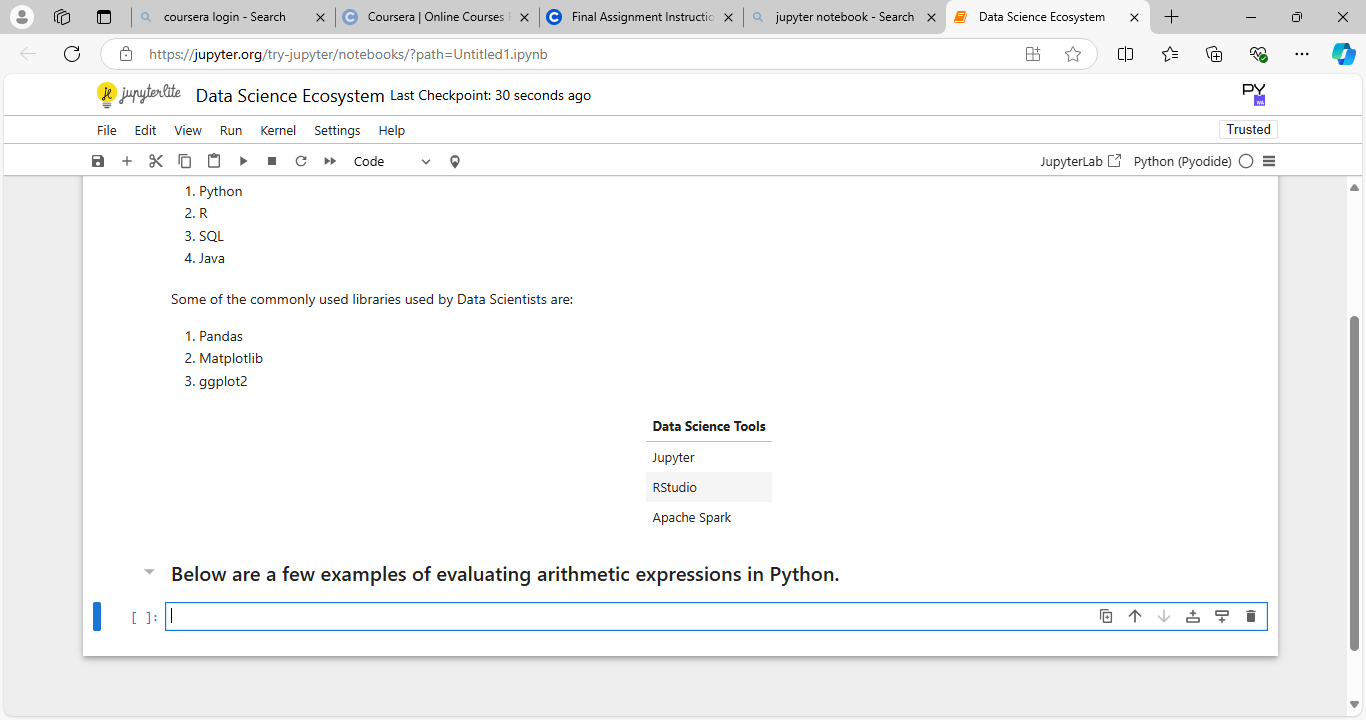 coursera login - Search
Coursera | Online Courses
Final Assignment Instructio
jupyter notebook - Search
Data Science Ecosystem
https://jupyter.org/try-jupyter/notebooks/?path=Untitled1.ipynb
jupyterlite
Data Science Ecosystem Last Checkpoint: 30 seconds ago
PY
File Edit View Run Kernel Settings Help
Trusted
Code
JupyterLab
Python (Pyodide)
1. Python
2. R
3. SQL
4. Java
Some of the commonly used libraries used by Data Scientists are:
1. Pandas
2. Matplotlib
3. ggplot2
Data Science Tools
Jupyter
RStudio
Apache Spark
Below are a few examples of evaluating arithmetic expressions in Python.
[ ]: